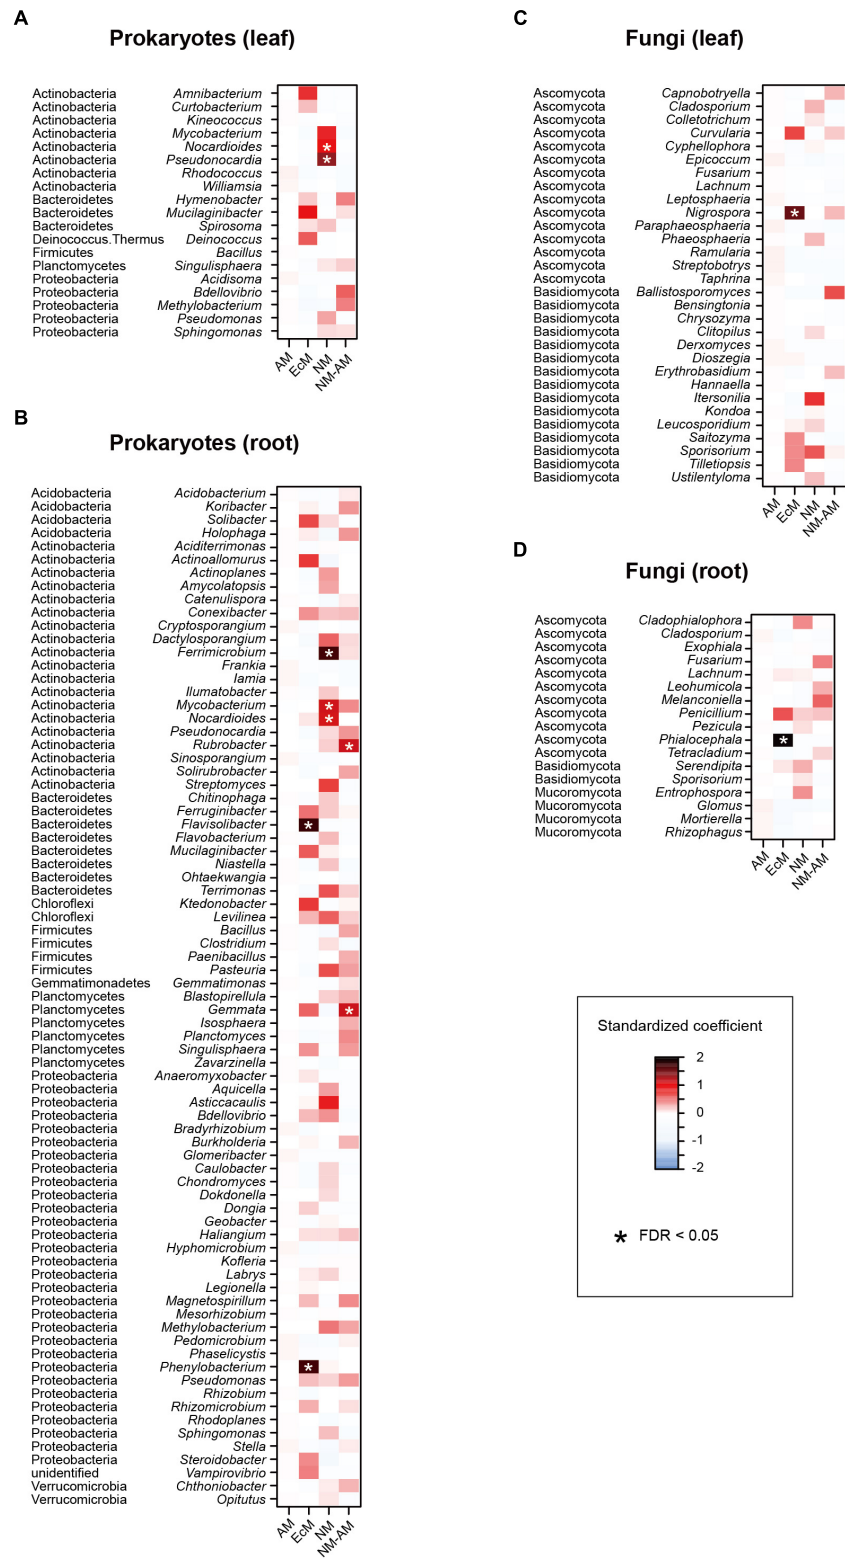 A
Prokaryotes (leaf)
Actinobacteria Amnibacterium
Actinobacteria Curtobacterium
Actinobacteria Kineococcus
Actinobacteria Mycobacterium
Actinobacteria Nocardioides *
Actinobacteria Pseudonocardia *
Actinobacteria Rhodococcus
Actinobacteria Williamsia
Bacteroidetes Hymenobacter
Bacteroidetes Mucilaginibacter
Bacteroidetes Spirosoma
Deinococcus.Thermus Deinococcus
Firmicutes Bacillus
Planctomycetes Singulisphaera
Proteobacteria Acidisoma
Proteobacteria Bdellovibrio
Proteobacteria Methylobacterium
Proteobacteria Pseudomonas
Proteobacteria Sphingomonas
AM EcM NM NM-AM
B
Prokaryotes (root)
Acidobacteria Acidobacterium
Acidobacteria Koribacter
Acidobacteria Solibacter
Acidobacteria Holophaga
Actinobacteria Aciditerrimonas
Actinobacteria Actinoallomurus
Actinobacteria Actinoplanes
Actinobacteria Amycolatopsis
Actinobacteria Catenulispora
Actinobacteria Conexibacter
Actinobacteria Cryptosporangium
Actinobacteria Dactylosporangium
Actinobacteria Ferrimicrobium *
Actinobacteria Frankia
Actinobacteria Iamia
Actinobacteria Ilumatobacter
Actinobacteria Mycobacterium *
Actinobacteria Nocardioides *
Actinobacteria Pseudonocardia
Actinobacteria Rubrobacter *
Actinobacteria Sinosporangium
Actinobacteria Solirubrobacter
Actinobacteria Streptomyces
Bacteroidetes Chitinophaga
Bacteroidetes Ferruginibacter
Bacteroidetes Flavisolibacter *
Bacteroidetes Flavobacterium
Bacteroidetes Mucilaginibacter
Bacteroidetes Niastella
Bacteroidetes Ohtaekwangia
Bacteroidetes Terrimonas
Chloroflexi Ktedonobacter
Chloroflexi Levilinea
Firmicutes Bacillus
Firmicutes Clostridium
Firmicutes Paenibacillus
Firmicutes Pasteuria
Gemmatimonadetes Gemmatimonas
Planctomycetes Blastopirellula
Planctomycetes Gemmata *
Planctomycetes Isosphaera
Planctomycetes Planctomyces
Planctomycetes Singulisphaera
Planctomycetes Zavarzinella
Proteobacteria Anaeromyxobacter
Proteobacteria Aquicella
Proteobacteria Asticcacaulis
Proteobacteria Bdellovibrio
Proteobacteria Bradyrhizobium
Proteobacteria Burkholderia
Proteobacteria Glomeribacter
Proteobacteria Caulobacter
Proteobacteria Chondromyces
Proteobacteria Dokdonella
Proteobacteria Dongia
Proteobacteria Geobacter
Proteobacteria Haliangium
Proteobacteria Hyphomicrobium
Proteobacteria Kofleria
Proteobacteria Labrys
Proteobacteria Legionella
Proteobacteria Magnetospirillum
Proteobacteria Mesorhizobium
Proteobacteria Methylobacterium
Proteobacteria Pedomicrobium
Proteobacteria Phaselicystis
Proteobacteria Phenylobacterium *
Proteobacteria Pseudomonas
Proteobacteria Rhizobium
Proteobacteria Rhizomicrobium
Proteobacteria Rhodoplanes
Proteobacteria Sphingomonas
Proteobacteria Stella
Proteobacteria Steroidobacter
unidentified Vampirovibrio
Verrucomicrobia Chthoniobacter
Verrucomicrobia Opitutus
AM EcM NM NM-AM
C
Fungi (leaf)
Ascomycota Capnobotryella
Ascomycota Cladosporium
Ascomycota Colletotrichum
Ascomycota Curvularia
Ascomycota Cyphellophora
Ascomycota Epicoccum
Ascomycota Fusarium
Ascomycota Lachnum
Ascomycota Leptosphaeria
Ascomycota Nigrospora *
Ascomycota Paraphaeosphaeria
Ascomycota Phaeosphaeria
Ascomycota Ramularia
Ascomycota Streptobotrys
Ascomycota Taphrina
Basidiomycota Ballistosporomyces
Basidiomycota Bensingtonia
Basidiomycota Chrysozyma
Basidiomycota Clitopilus
Basidiomycota Derxomyces
Basidiomycota Dioszegia
Basidiomycota Erythrobasidium
Basidiomycota Hannaella
Basidiomycota Itersonilia
Basidiomycota Kondoa
Basidiomycota Leucosporidium
Basidiomycota Saitozyma
Basidiomycota Sporisorium
Basidiomycota Tilletiopsis
Basidiomycota Ustilentyloma
AM EcM NM NM-AM
D
Fungi (root)
Ascomycota Cladophialophora
Ascomycota Cladosporium
Ascomycota Exophiala
Ascomycota Fusarium
Ascomycota Lachnum
Ascomycota Leohumicola
Ascomycota Melanconiella
Ascomycota Penicillium
Ascomycota Pezicula
Ascomycota Phialocephala *
Ascomycota Tetracladium
Basidiomycota Serendipita
Basidiomycota Sporisorium
Mucoromycota Entrophospora
Mucoromycota Glomus
Mucoromycota Mortierella
Mucoromycota Rhizophagus
AM EcM NM NM-AM
Standardized coefficient
2
1
0
-1
-2
* FDR < 0.05